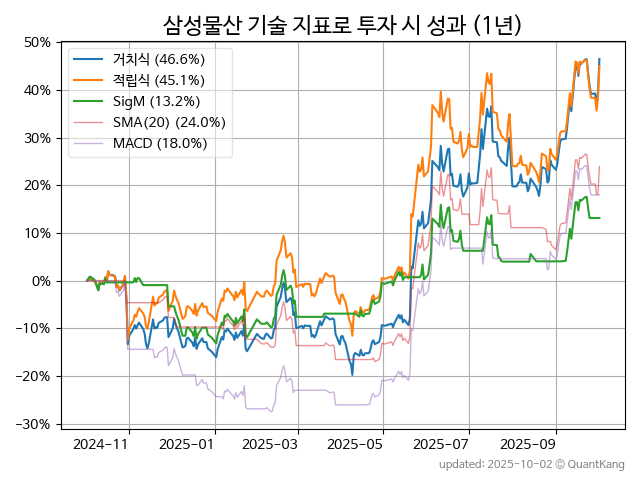 삼성물산 기술 지표로 투자 시 성과 (1년)
50%
40%
30%
20%
10%
0%
−10%
−20%
−30%
거치식 (46.6%)
적립식 (45.1%)
SigM (13.2%)
SMA(20) (24.0%)
MACD (18.0%)
2024-11
2025-01
2025-03
2025-05
2025-07
2025-09
updated: 2025-10-02 ⓒ QuantKang